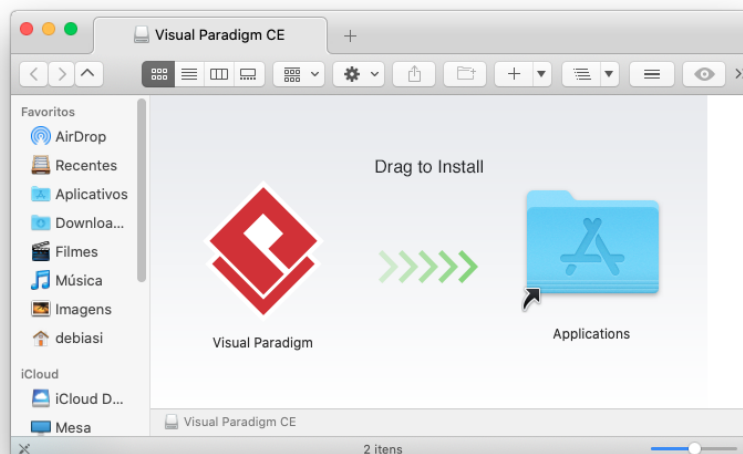 Visual Paradigm CE
Favoritos
AirDrop
Recentes
Aplicativos
Downloa...
Filmes
Música
Imagens
debiasi
iCloud
iCloud D...
Mesa
Drag to Install
Visual Paradigm
Applications
Visual Paradigm CE
2 itens